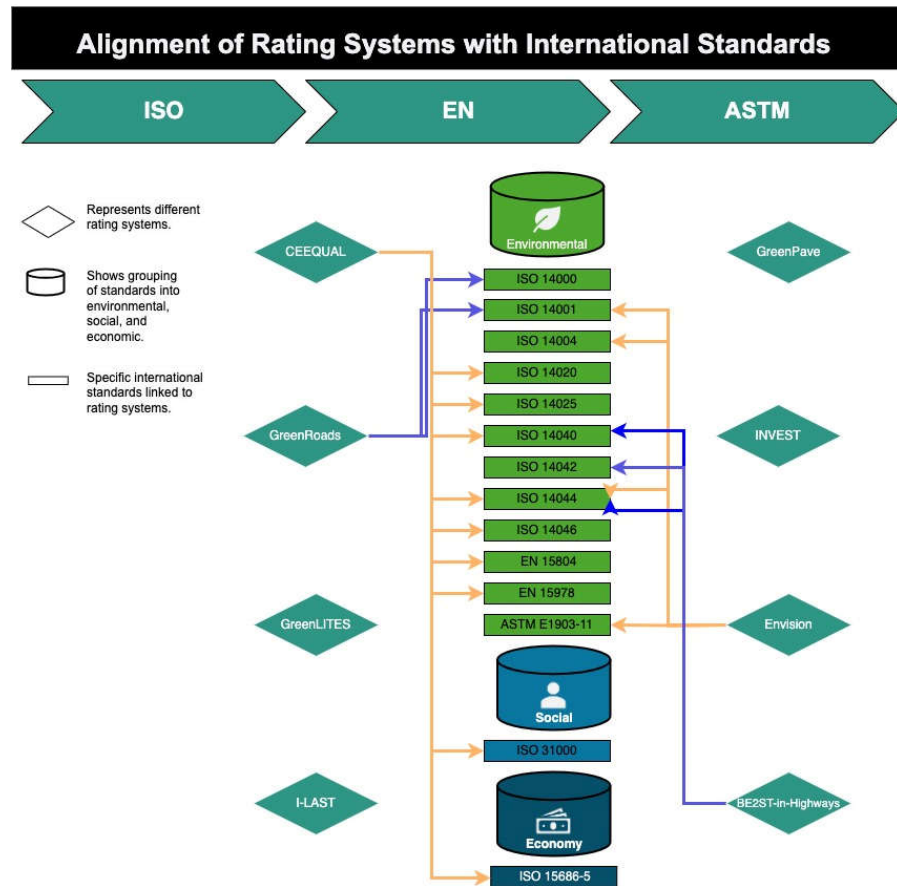 Alignment of Rating Systems with International Standards
ISO
EN
ASTM
Represents different
rating systems.
Shows grouping
of standards into
environmental,
social, and
economic.
Specific international
standards linked to
rating systems.
CEEQUAL
GreenRoads
GreenLITES
I-LAST
Environmental
ISO 14000
ISO 14001
ISO 14004
ISO 14020
ISO 14025
ISO 14040
ISO 14042
ISO 14044
ISO 14046
EN 15804
EN 15978
ASTM E1903-11
Social
ISO 31000
Economy
ISO 15686-5
GreenPave
INVEST
Envision
BE2ST-in-Highways